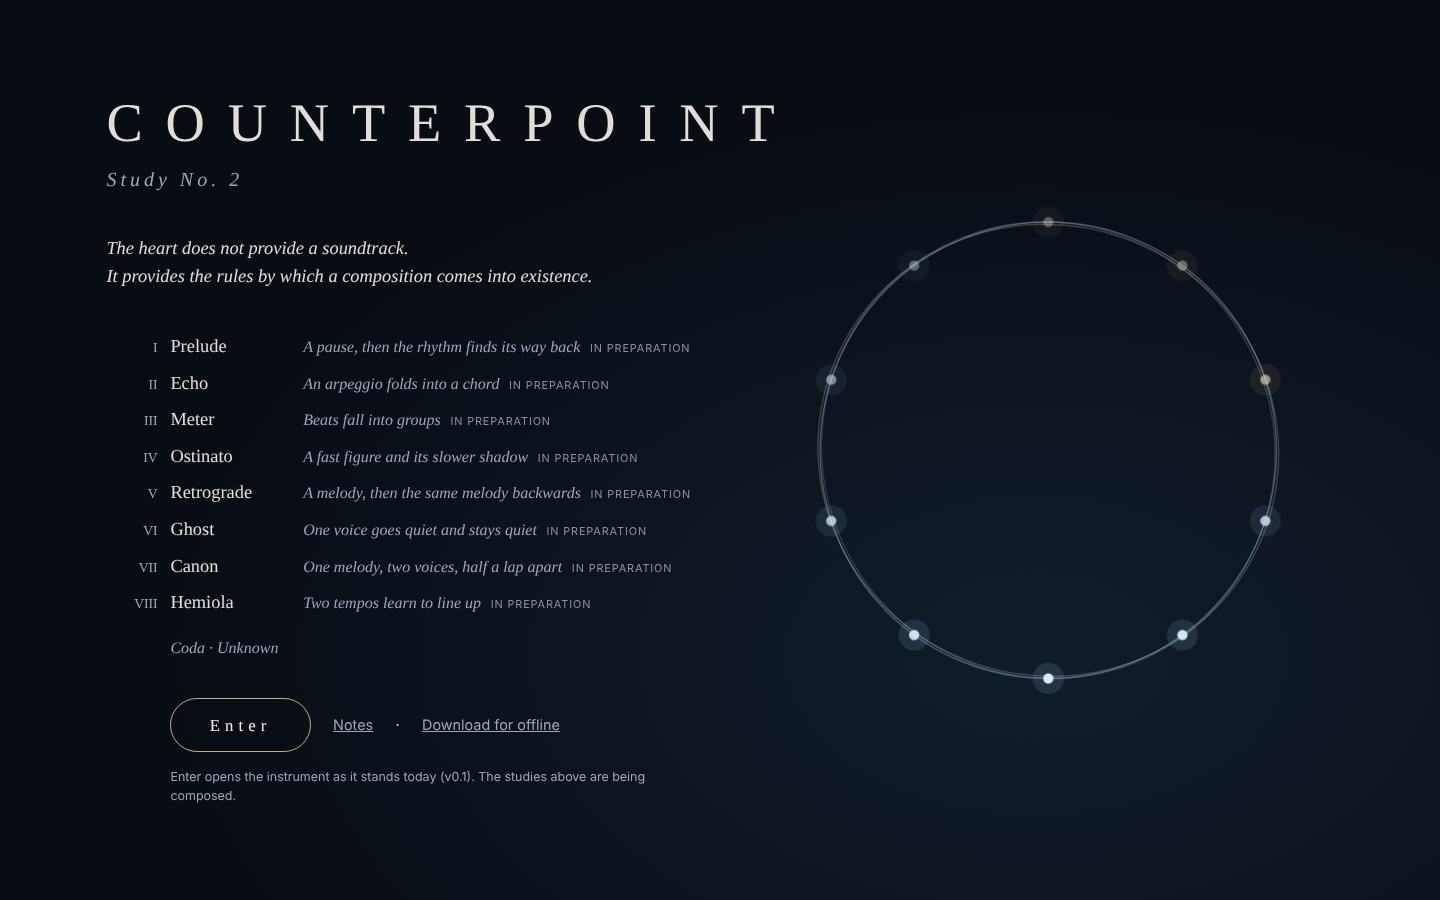 COUNTERPOINT
Study No. 2
The heart does not provide a soundtrack.
It provides the rules by which a composition comes into existence.
I Prelude A pause, then the rhythm finds its way back IN PREPARATION
II Echo An arpeggio folds into a chord IN PREPARATION
III Meter Beats fall into groups IN PREPARATION
IV Ostinato A fast figure and its slower shadow IN PREPARATION
V Retrograde A melody, then the same melody backwards IN PREPARATION
VI Ghost One voice goes quiet and stays quiet IN PREPARATION
VII Canon One melody, two voices, half a lap apart IN PREPARATION
VIII Hemiola Two tempos learn to line up IN PREPARATION
Coda · Unknown
Enter Notes · Download for offline
Enter opens the instrument as it stands today (v0.1). The studies above are being
composed.